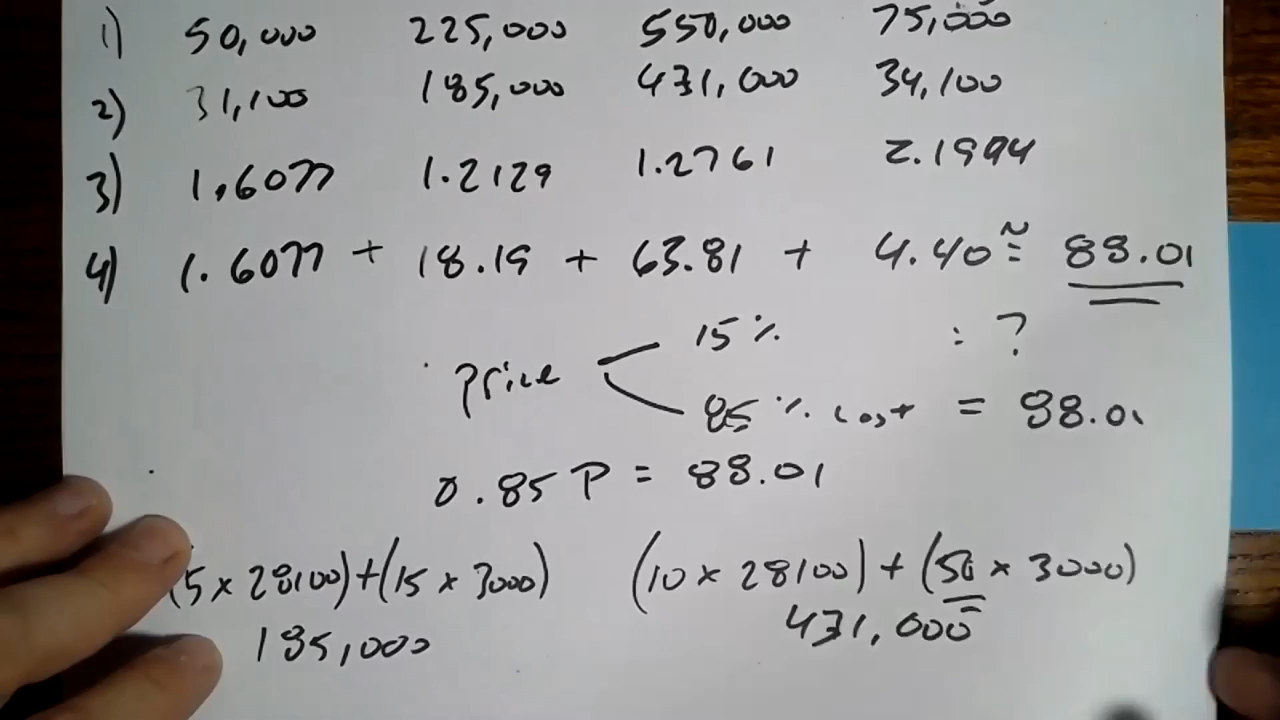 1) 50,000 225,000 550,000 75,000
2) 31,100 185,000 431,000 34,100
3) 1.6077 1.2129 1.2761 2.1994
4) 1.6077 + 18.19 + 63.81 + 4.40 ≅ 88.01
15% = ?
Price
85% cost = 88.01
0.85 P = 88.01
(5 × 28100) + (15 × 3000) (10 × 28100) + (50 × 3000)
185,000 431,000